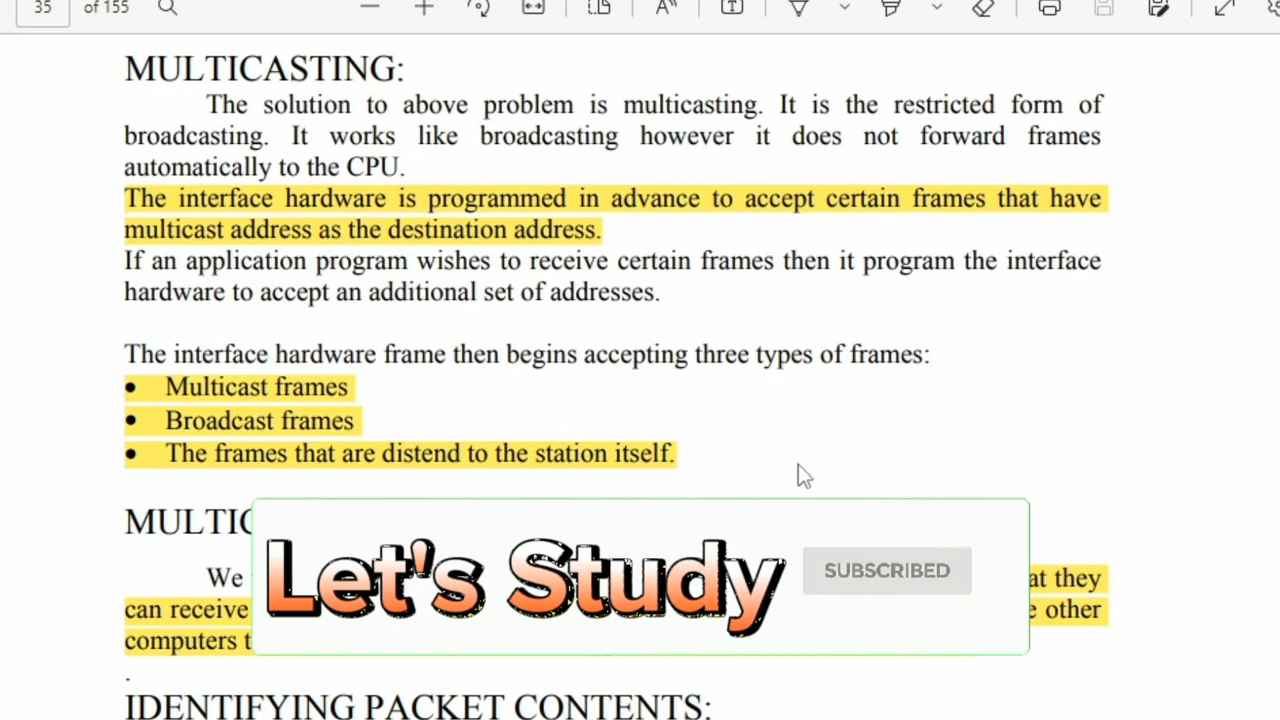 35 of 155
MULTICASTING:
The solution to above problem is multicasting. It is the restricted form of
broadcasting. It works like broadcasting however it does not forward frames
automatically to the CPU.
The interface hardware is programmed in advance to accept certain frames that have
multicast address as the destination address.
If an application program wishes to receive certain frames then it program the interface
hardware to accept an additional set of addresses.
The interface hardware frame then begins accepting three types of frames:
• Multicast frames
• Broadcast frames
• The frames that are distend to the station itself.
We at they
can receive other
computers
.
Let's Study
SUBSCRIBED
IDENTIFYING PACKET CONTENTS: